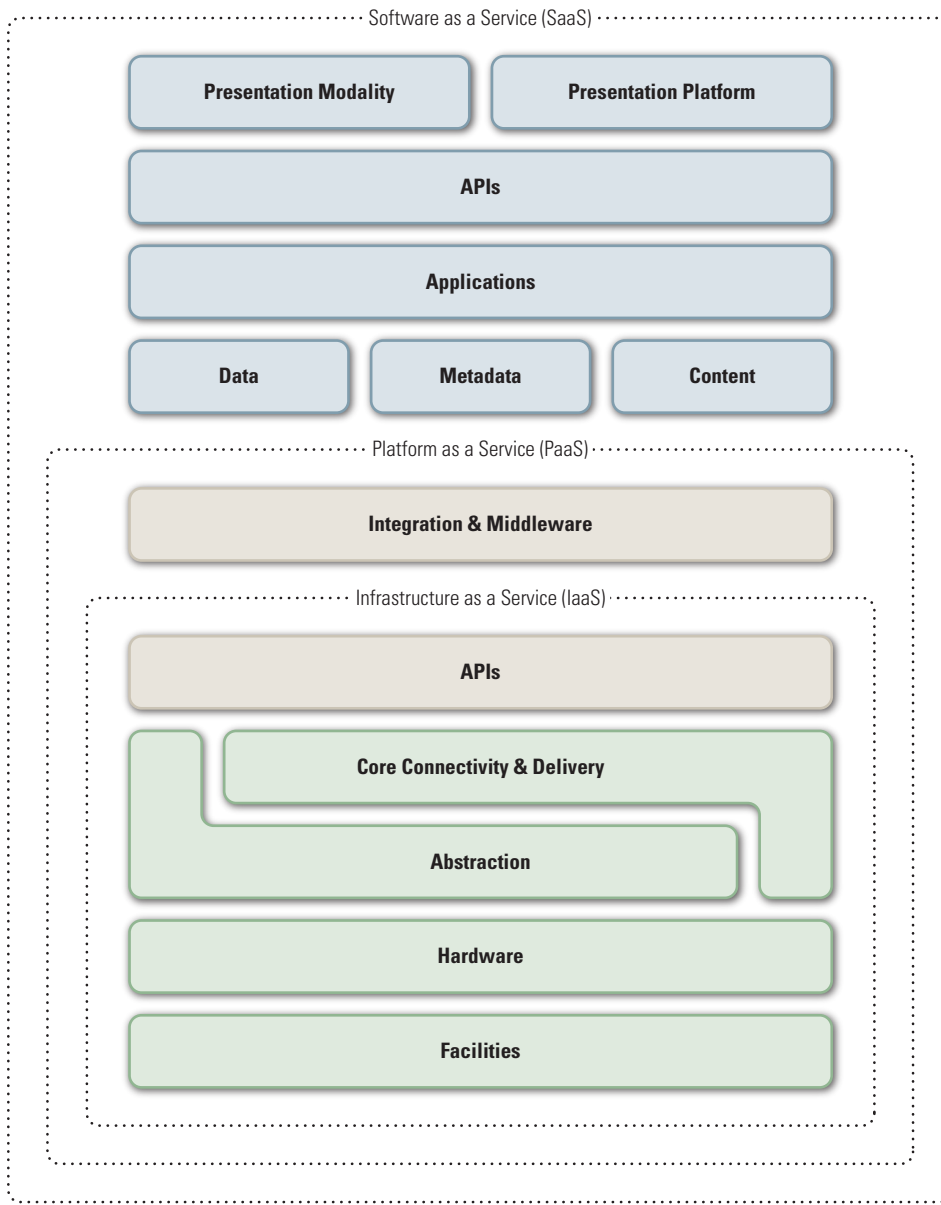 Software as a Service (SaaS)
Presentation Modality
Presentation Platform
APIs
Applications
Data
Metadata
Content
Platform as a Service (PaaS)
Integration & Middleware
Infrastructure as a Service (IaaS)
APIs
Core Connectivity & Delivery
Abstraction
Hardware
Facilities